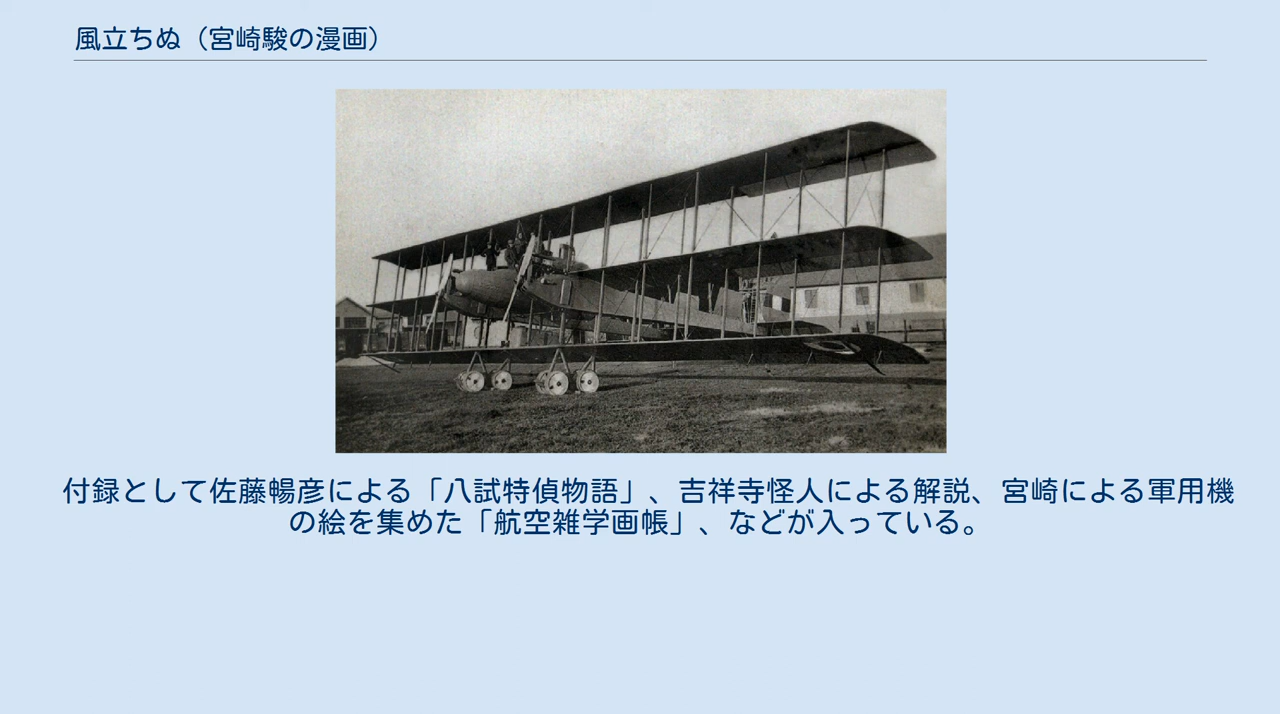 風立ちぬ（宮崎駿の漫画）
付録として佐藤暢彦による「八試特偵物語」、吉祥寺怪人による解説、宮崎による軍用機
の絵を集めた「航空雑学画帳」、などが入っている。